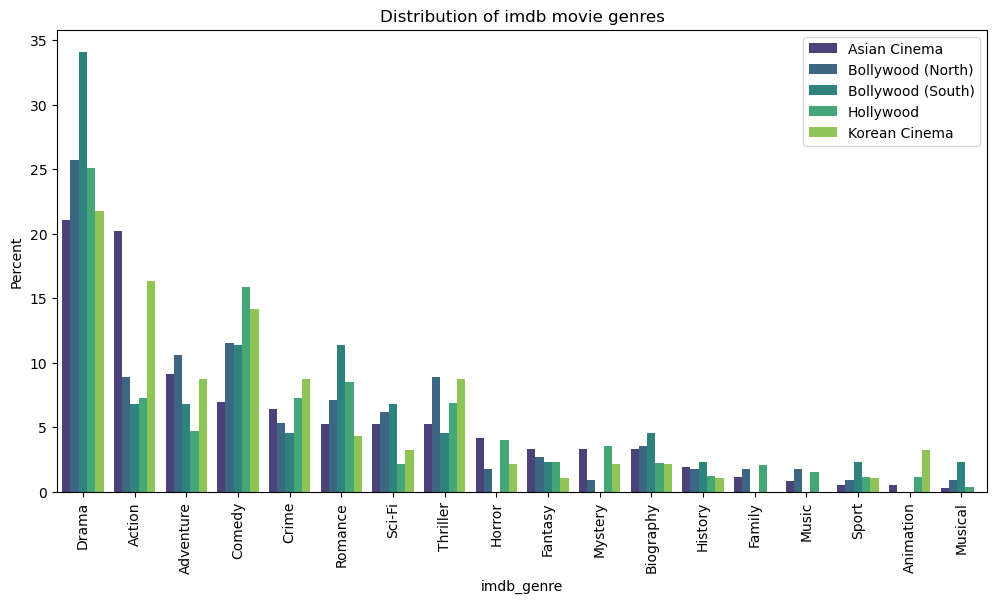 Distribution of imdb movie genres
Asian Cinema
Bollywood (North)
Bollywood (South)
Hollywood
Korean Cinema
Percent
35
30
25
20
15
10
5
0
Drama
Action
Adventure
Comedy
Crime
Romance
Sci-Fi
Thriller
Horror
Fantasy
Mystery
Biography
History
Family
Music
Sport
Animation
Musical
imdb_genre